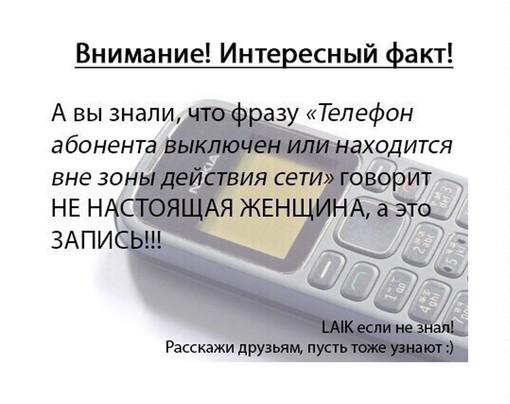 Внимание! Интересный факт!
А вы знали, что фразу «Телефон
абонента выключен или находится
вне зоны действия сети» говорит
НЕ НАСТОЯЩАЯ ЖЕНЩИНА, а это
ЗАПИСЬ!!!
NOKIA
LAIK если не знал!
Расскажи друзьям, пусть тоже узнают :)